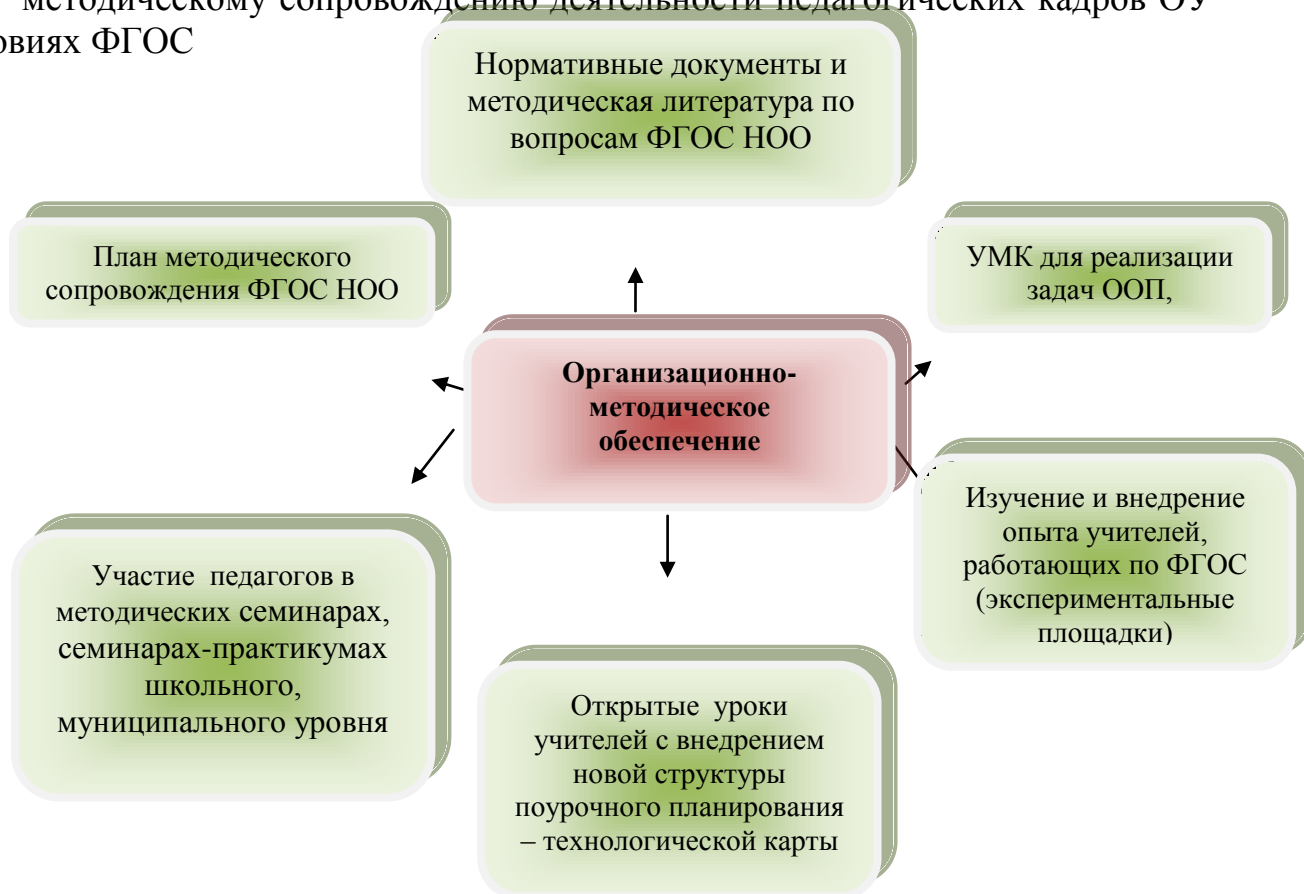 методическому сопровождению деятельности педагогических кадров ОУ
овиях ФГОС
Нормативные документы и
методическая литература по
вопросам ФГОС НОО
План методического
сопровождения ФГОС НОО
УМК для реализации
задач ООП,
Организационно-
методическое
обеспечение
Изучение и внедрение
опыта учителей,
работающих по ФГОС
(экспериментальные
площадки)
Участие педагогов в
методических семинарах,
семинарах-практикумах
школьного,
муниципального уровня
Открытые уроки
учителей с внедрением
новой структуры
поурочного планирования
– технологической карты